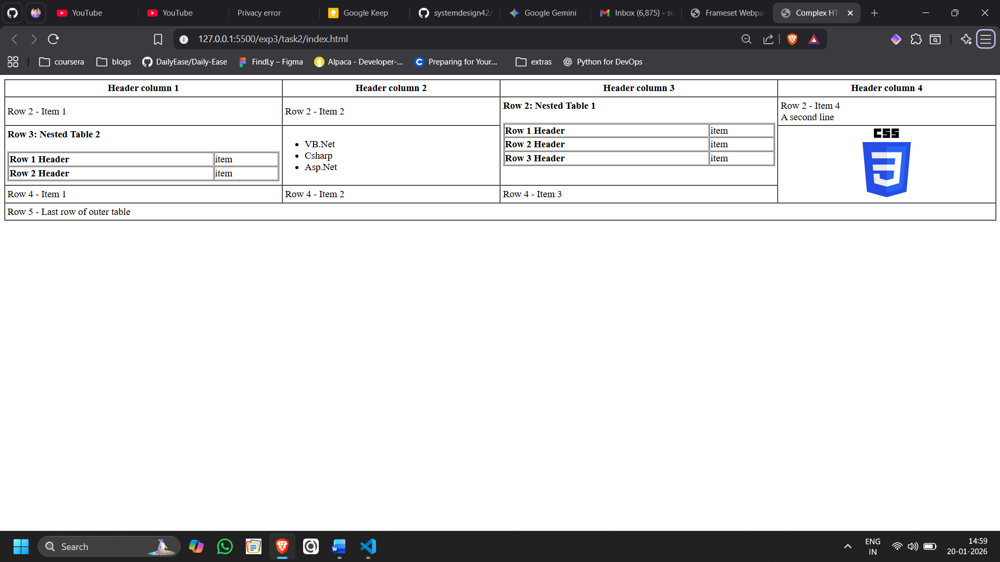 YouTube
YouTube
Privacy error
Google Keep
systemdesign42/
Google Gemini
Inbox (6,875) - su
Frameset Webpa
Complex HT
127.0.0.1:5500/exp3/task2/index.html
coursera
blogs
DailyEase/Daily-Ease
FindLy – Figma
Alpaca - Developer-...
Preparing for Your...
extras
Python for DevOps
Header column 1
Header column 2
Header column 3
Header column 4
Row 2 - Item 1
Row 2 - Item 2
Row 2: Nested Table 1
Row 1 Header item
Row 2 Header item
Row 3 Header item
Row 2 - Item 4
A second line
Row 3: Nested Table 2
Row 1 Header item
Row 2 Header item
VB.Net
Csharp
Asp.Net
CSS
3
Row 4 - Item 1
Row 4 - Item 2
Row 4 - Item 3
Row 5 - Last row of outer table
Search
ENG
IN
14:59
20-01-2026